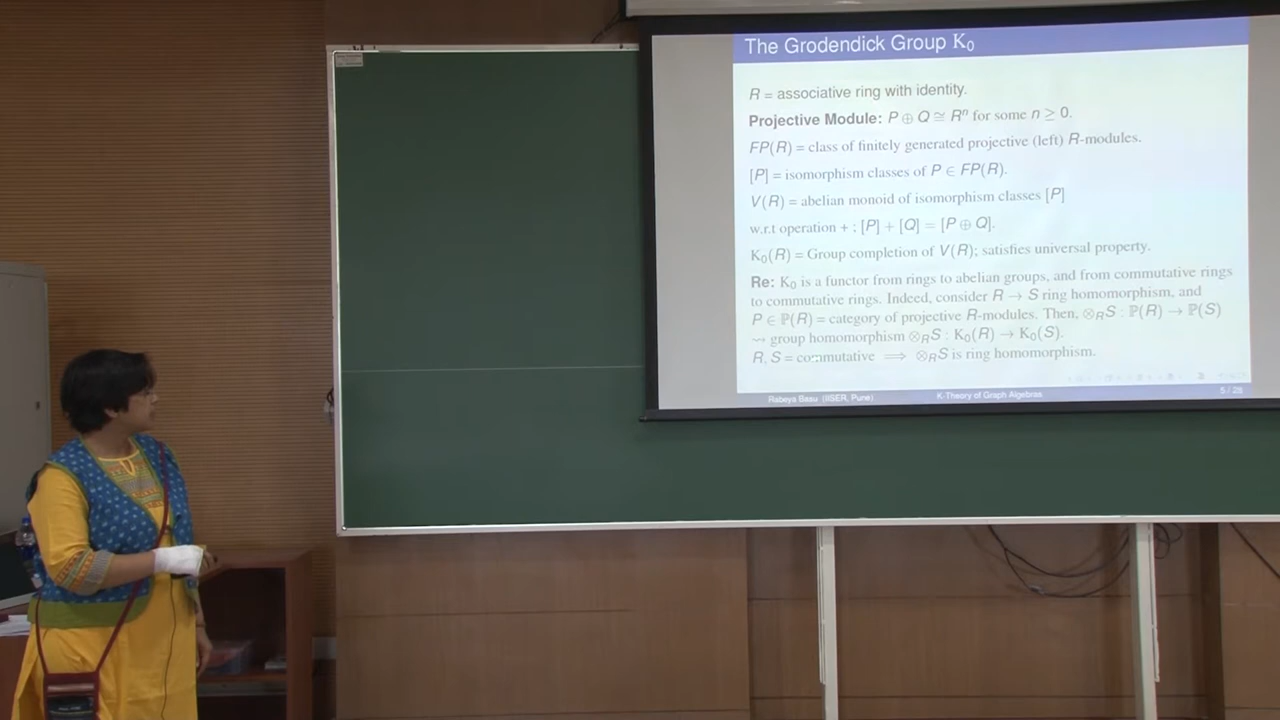 The Grodendick Group K₀
R = associative ring with identity.
Projective Module: P ⊕ Q ≅ Rⁿ for some n ≥ 0.
FP(R) = class of finitely generated projective (left) R-modules.
[P] = isomorphism classes of P ∈ FP(R).
V(R) = abelian monoid of isomorphism classes [P]
w.r.t operation + : [P] + [Q] = [P ⊕ Q].
K₀(R) = Group completion of V(R); satisfies universal property.
Re: K₀ is a functor from rings to abelian groups, and from commutative rings
to commutative rings. Indeed, consider R → S ring homomorphism, and
P ∈ ℙ(R) = category of projective R-modules. Then, ⊗_R S : ℙ(R) → ℙ(S)
⇝ group homomorphism ⊗_R S : K₀(R) → K₀(S).
R, S = commutative ⟹ ⊗_R S is ring homomorphism.
Rabeya Basu (IISER, Pune) K-Theory of Graph Algebras 5 / 28